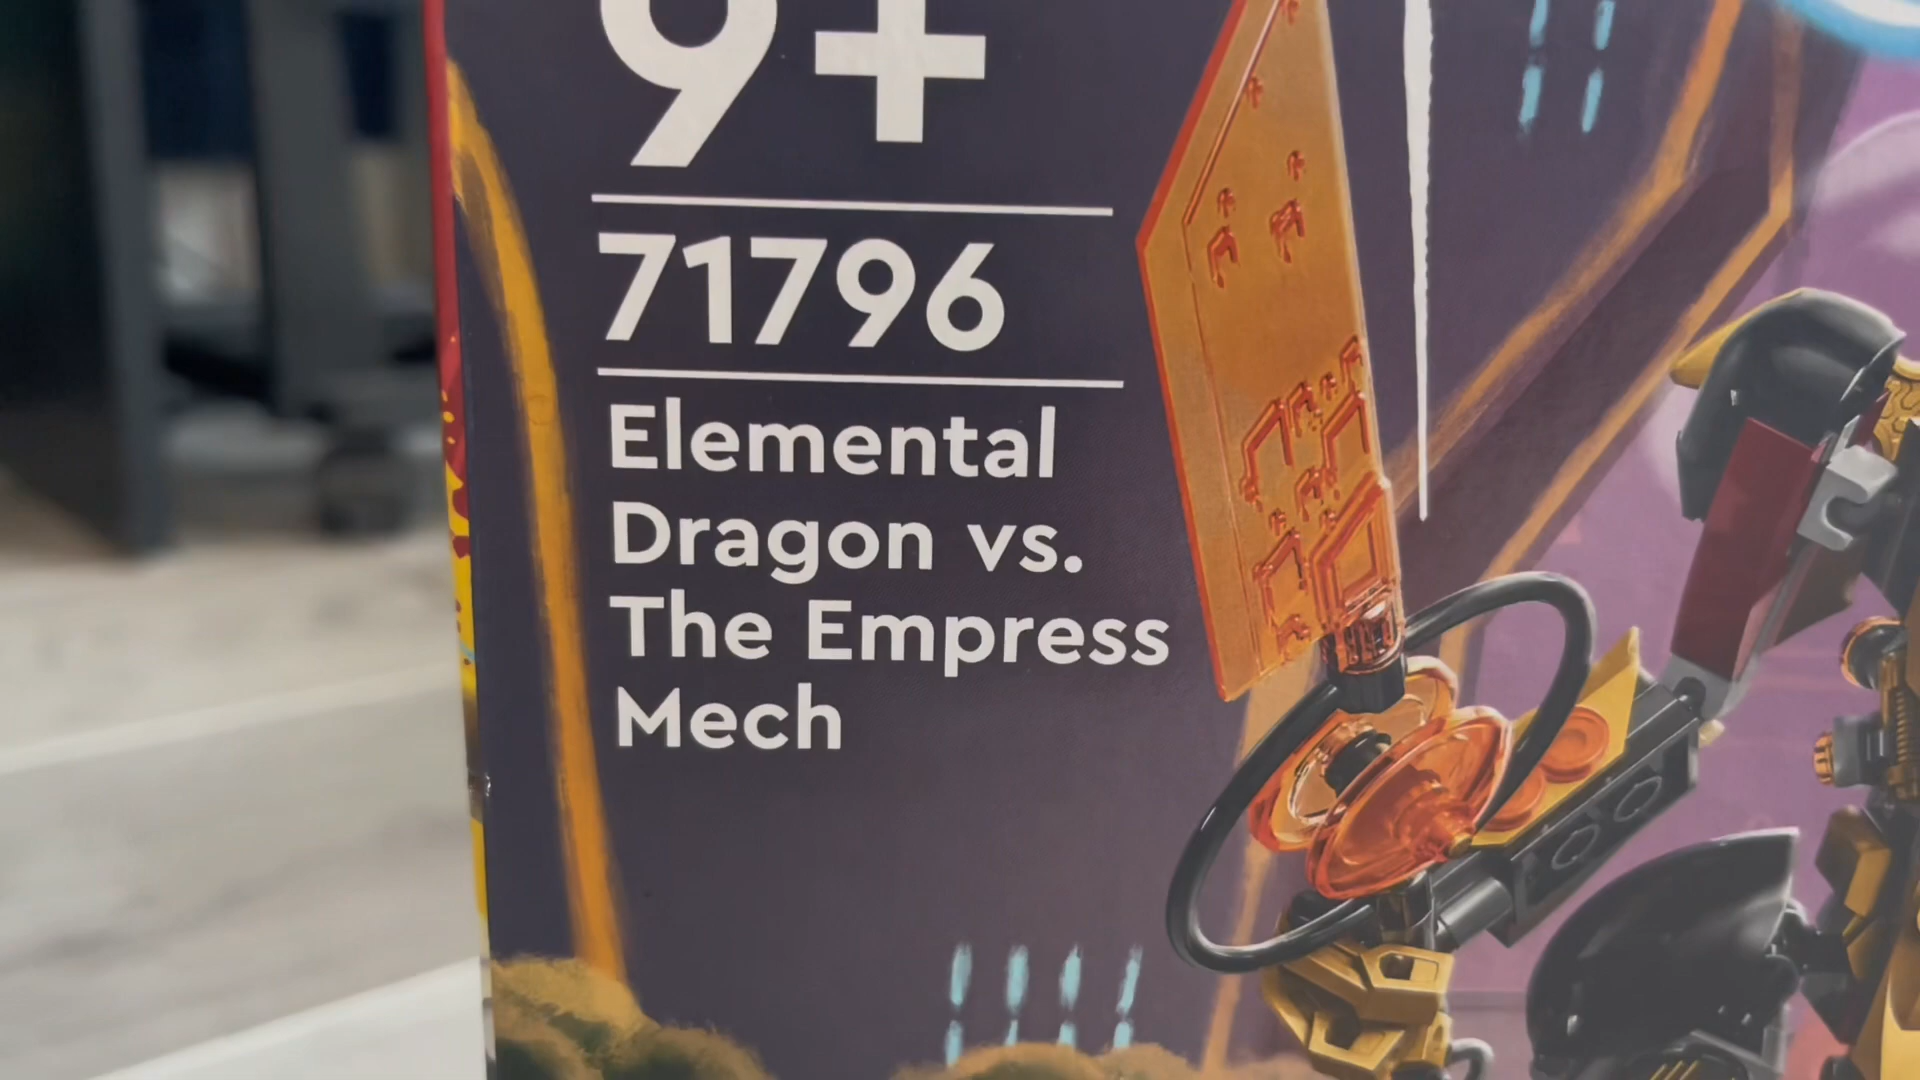 9+
71796
Elemental
Dragon vs.
The Empress
Mech